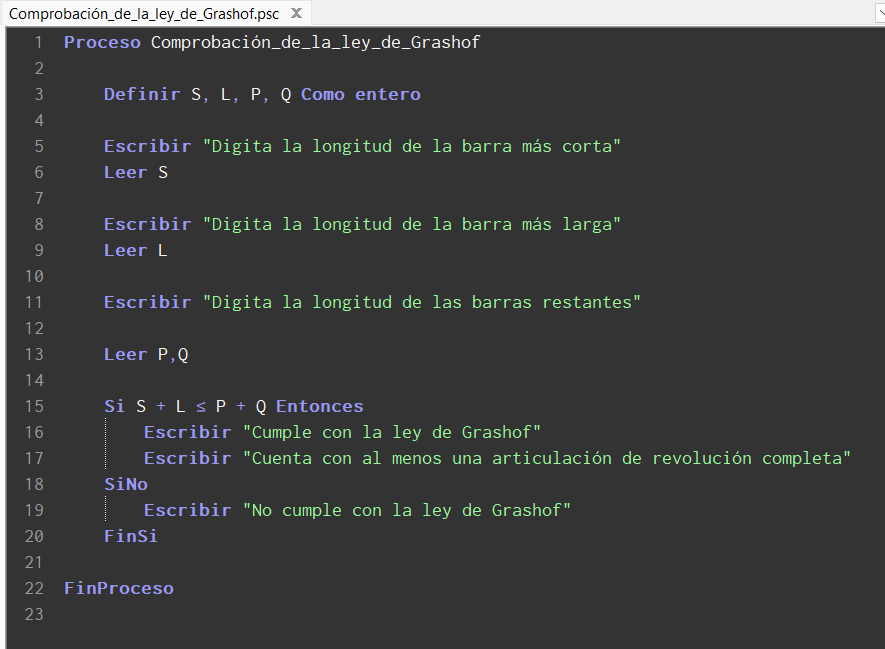 Comprobación_de_la_ley_de_Grashof.psc X
1 Proceso Comprobación_de_la_ley_de_Grashof
2
3 Definir S, L, P, Q Como entero
4
5 Escribir "Digita la longitud de la barra más corta"
6 Leer S
7
8 Escribir "Digita la longitud de la barra más larga"
9 Leer L
10
11 Escribir "Digita la longitud de las barras restantes"
12
13 Leer P,Q
14
15 Si S + L ≤ P + Q Entonces
16 Escribir "Cumple con la ley de Grashof"
17 Escribir "Cuenta con al menos una articulación de revolución completa"
18 SiNo
19 Escribir "No cumple con la ley de Grashof"
20 FinSi
21
22 FinProceso
23